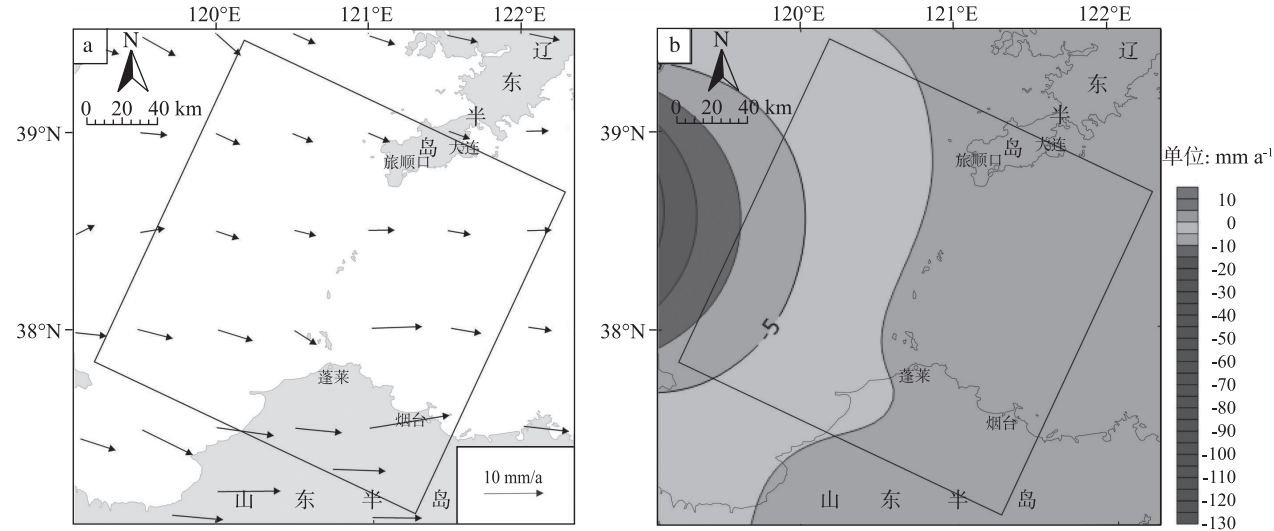 120°E 121°E 122°E
a
N
0 20 40 km
39°N
38°N
辽
东
半
岛
大连
旅顺口
蓬莱
烟台
山 东 半 岛
10 mm/a
120°E 121°E 122°E
b
N
0 20 40 km
39°N
38°N
辽
东
半
岛
大连
旅顺口
-5
蓬莱
烟台
山 东 半 岛
单位: mm a⁻¹
10
0
-10
-20
-30
-40
-50
-60
-70
-80
-90
-100
-110
-120
-130